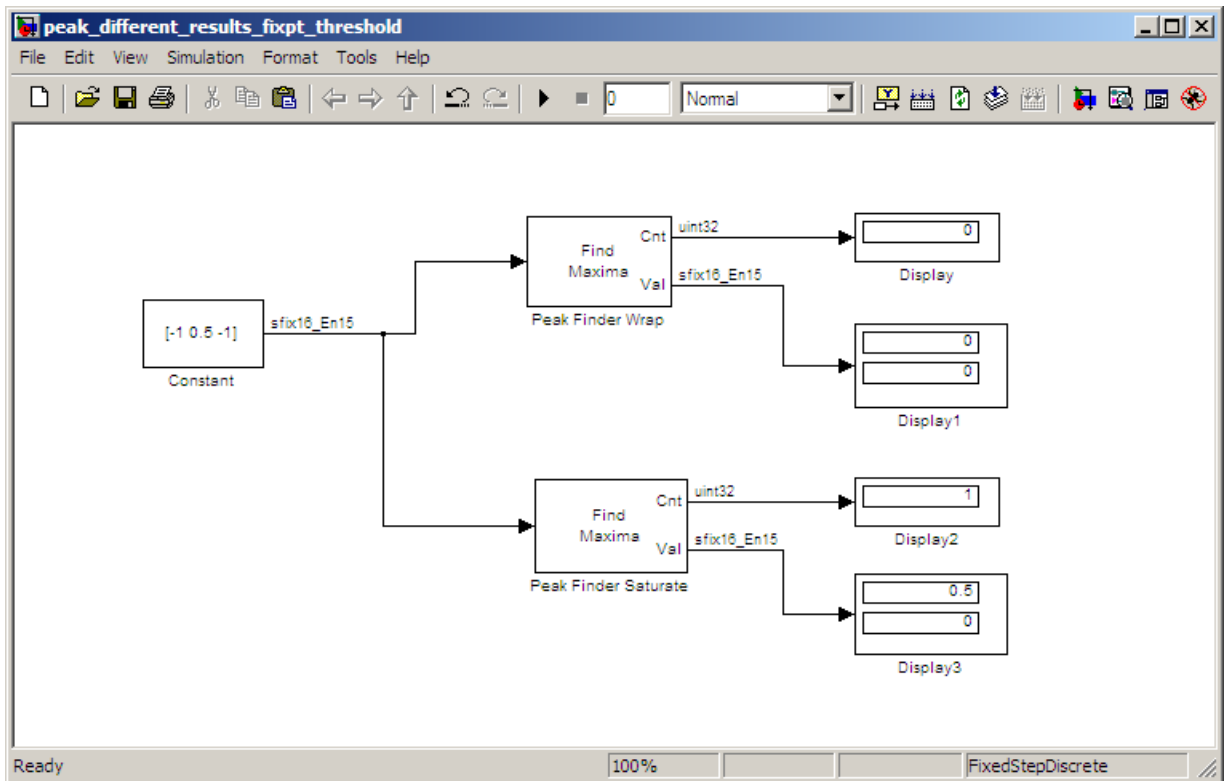 peak_different_results_fixpt_threshold
File Edit View Simulation Format Tools Help
0 Normal
Cnt uint32 0
Find
Maxima
Val sfix16_En15
Display
Peak Finder Wrap
[-1 0.5 -1] sfix16_En15
Constant
0
0
Display1
Cnt uint32 1
Find
Maxima
Val sfix16_En15
Display2
Peak Finder Saturate
0.5
0
Display3
Ready 100% FixedStepDiscrete